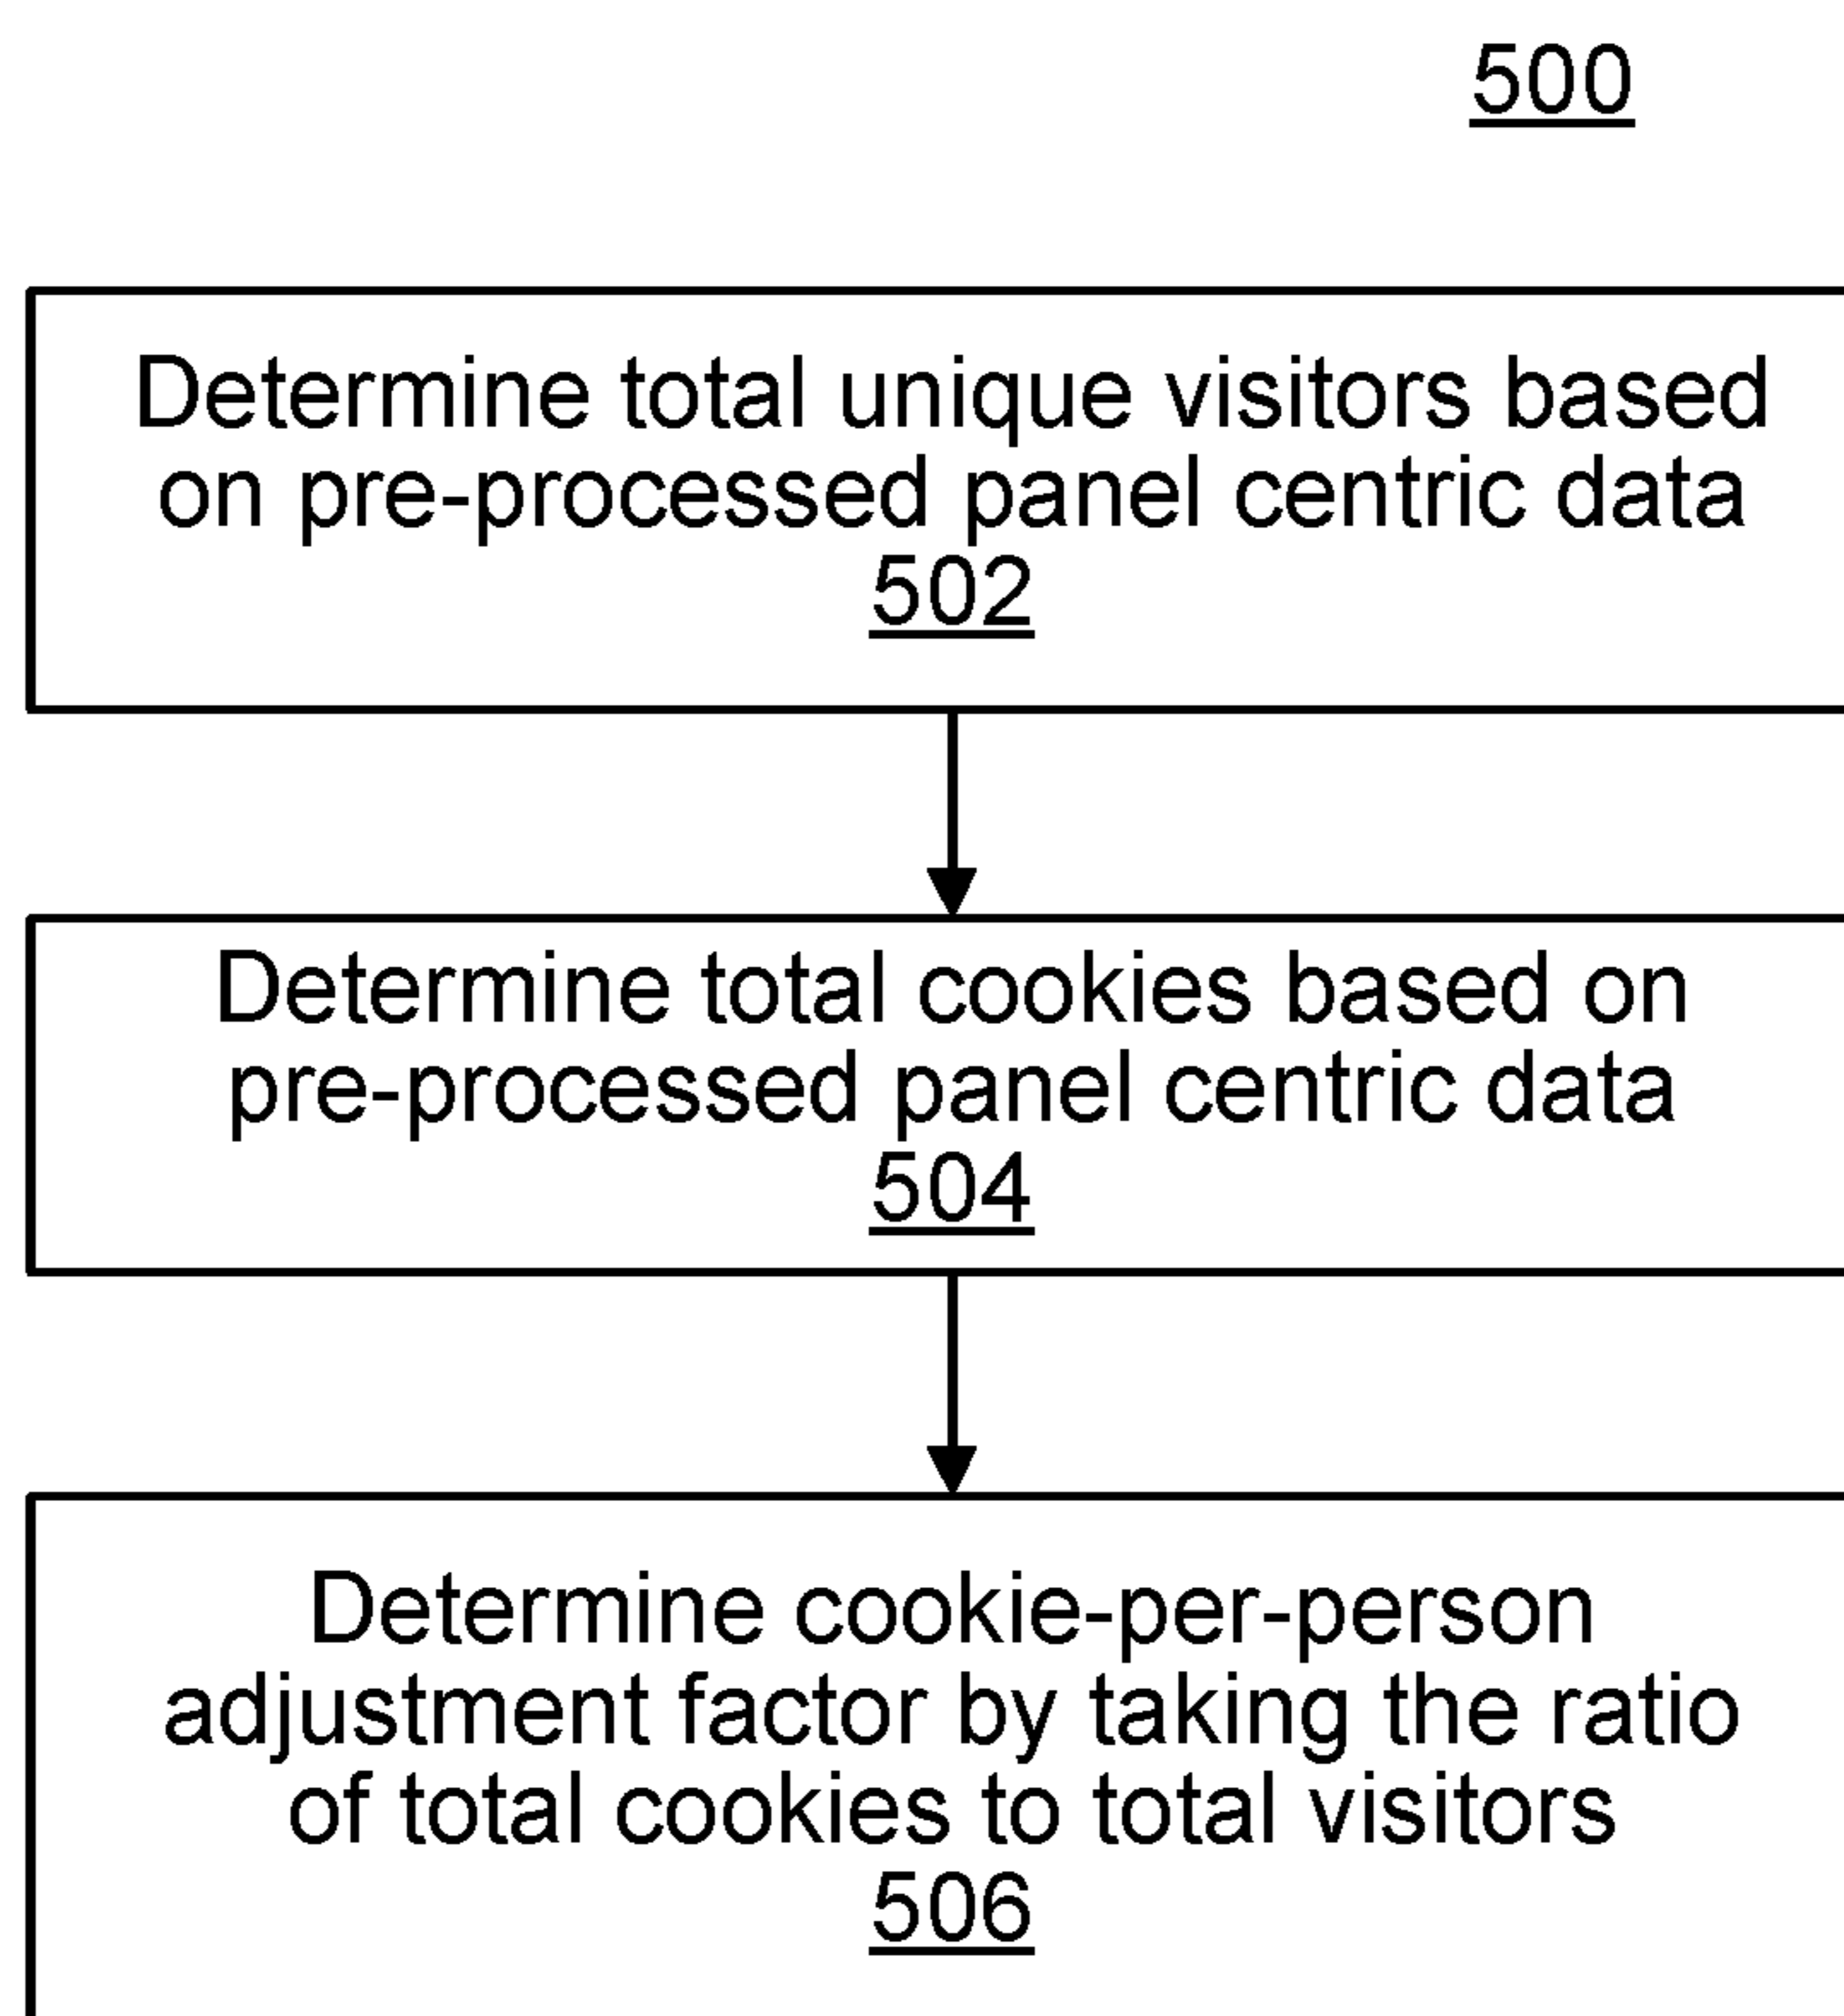 500
Determine total unique visitors based
on pre-processed panel centric data
502
Determine total cookies based on
pre-processed panel centric data
504
Determine cookie-per-person
adjustment factor by taking the ratio
of total cookies to total visitors
506